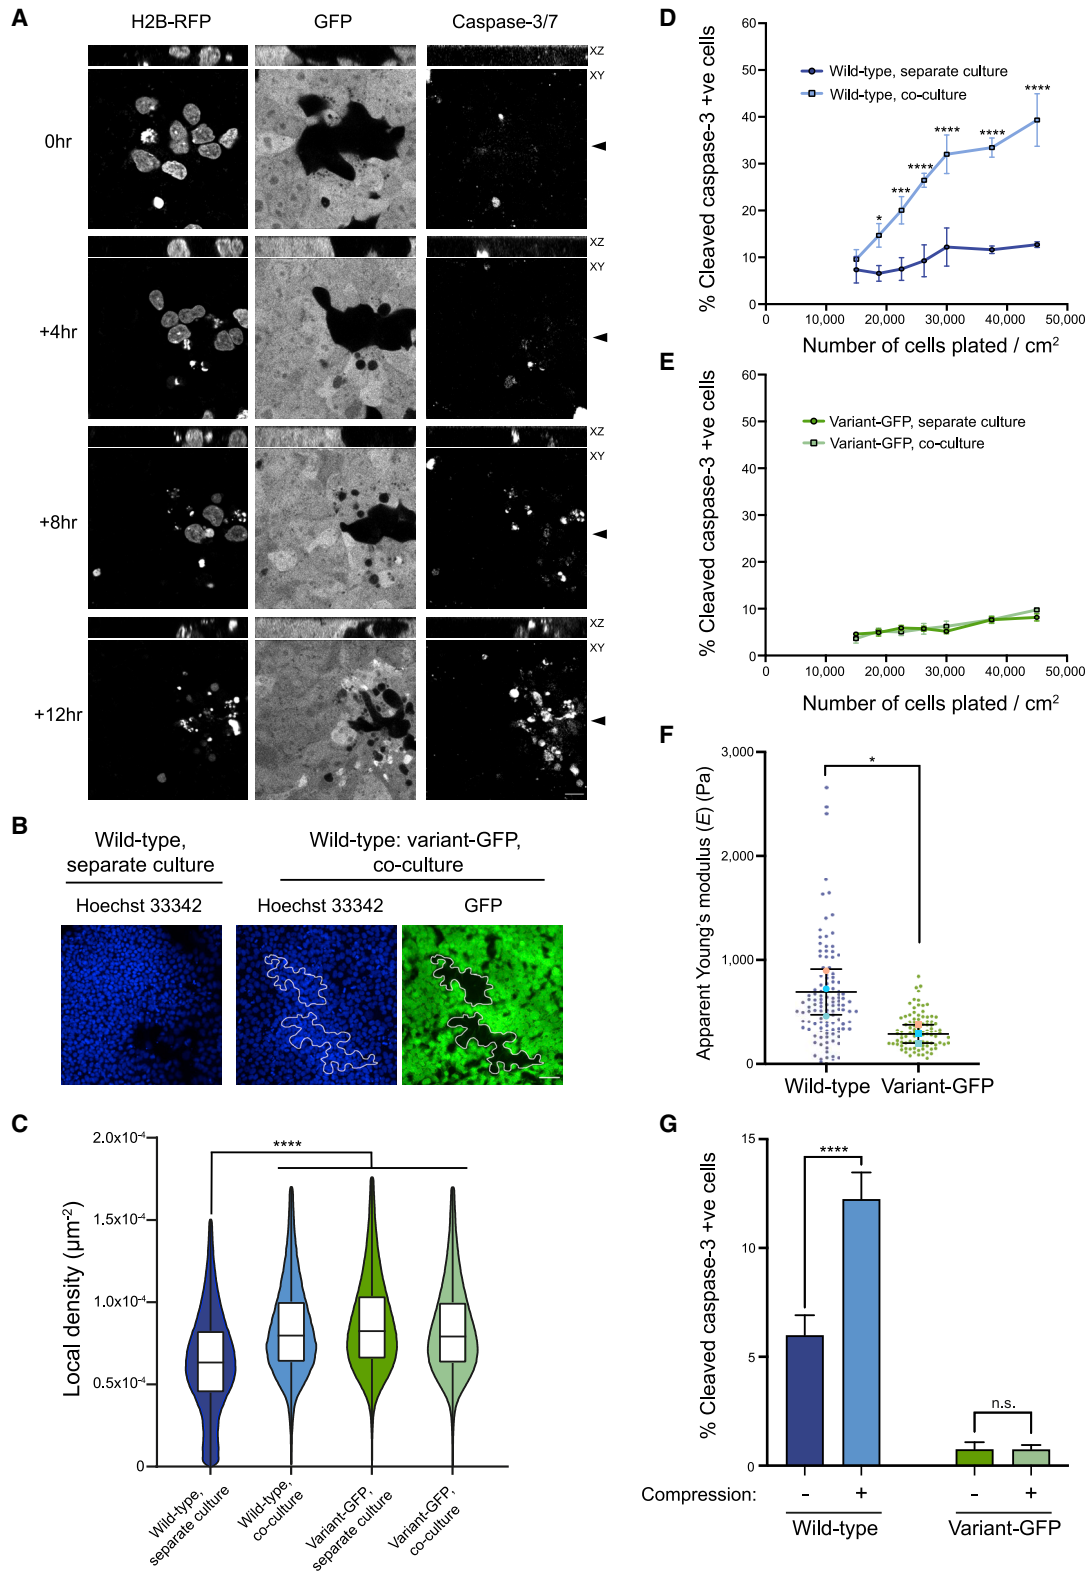 A
H2B-RFP
GFP
Caspase-3/7
XZ
XY
0hr
XZ
XY
+4hr
XZ
XY
+8hr
XZ
XY
+12hr
B
Wild-type,
separate culture
Wild-type: variant-GFP,
co-culture
Hoechst 33342
Hoechst 33342
GFP
C
Local density (µm⁻²)
2.0x10⁻⁴
1.5x10⁻⁴
1.0x10⁻⁴
0.5x10⁻⁴
0
****
Wild-type,
separate culture
Wild-type,
co-culture
Variant-GFP,
separate culture
Variant-GFP,
co-culture
D
% Cleaved caspase-3 +ve cells
60
50
40
30
20
10
0
Wild-type, separate culture
Wild-type, co-culture
*
***
****
****
****
****
0
10,000
20,000
30,000
40,000
50,000
Number of cells plated / cm²
E
% Cleaved caspase-3 +ve cells
60
50
40
30
20
10
0
Variant-GFP, separate culture
Variant-GFP, co-culture
0
10,000
20,000
30,000
40,000
50,000
Number of cells plated / cm²
F
Apparent Young's modulus (E) (Pa)
3,000
2,000
1,000
0
*
Wild-type
Variant-GFP
G
% Cleaved caspase-3 +ve cells
15
10
5
0
****
n.s.
Compression:
-
+
-
+
Wild-type
Variant-GFP